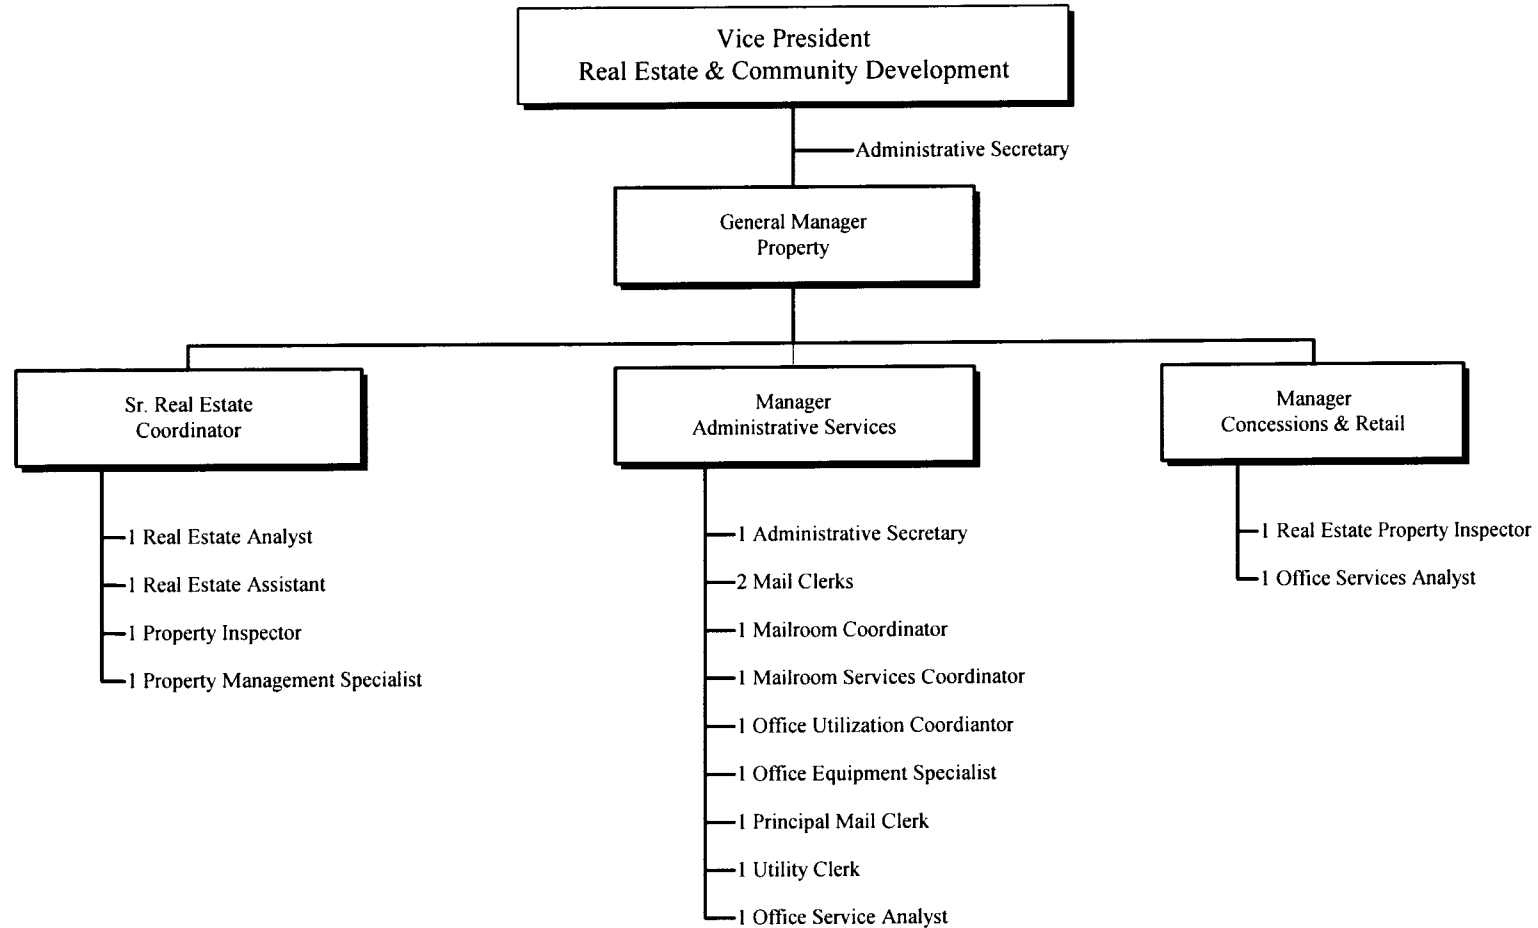 Vice President
Real Estate & Community Development
Administrative Secretary
General Manager
Property
Sr. Real Estate
Coordinator
1 Real Estate Analyst
1 Real Estate Assistant
1 Property Inspector
1 Property Management Specialist
Manager
Administrative Services
1 Administrative Secretary
2 Mail Clerks
1 Mailroom Coordinator
1 Mailroom Services Coordinator
1 Office Utilization Coordiantor
1 Office Equipment Specialist
1 Principal Mail Clerk
1 Utility Clerk
1 Office Service Analyst
Manager
Concessions & Retail
1 Real Estate Property Inspector
1 Office Services Analyst